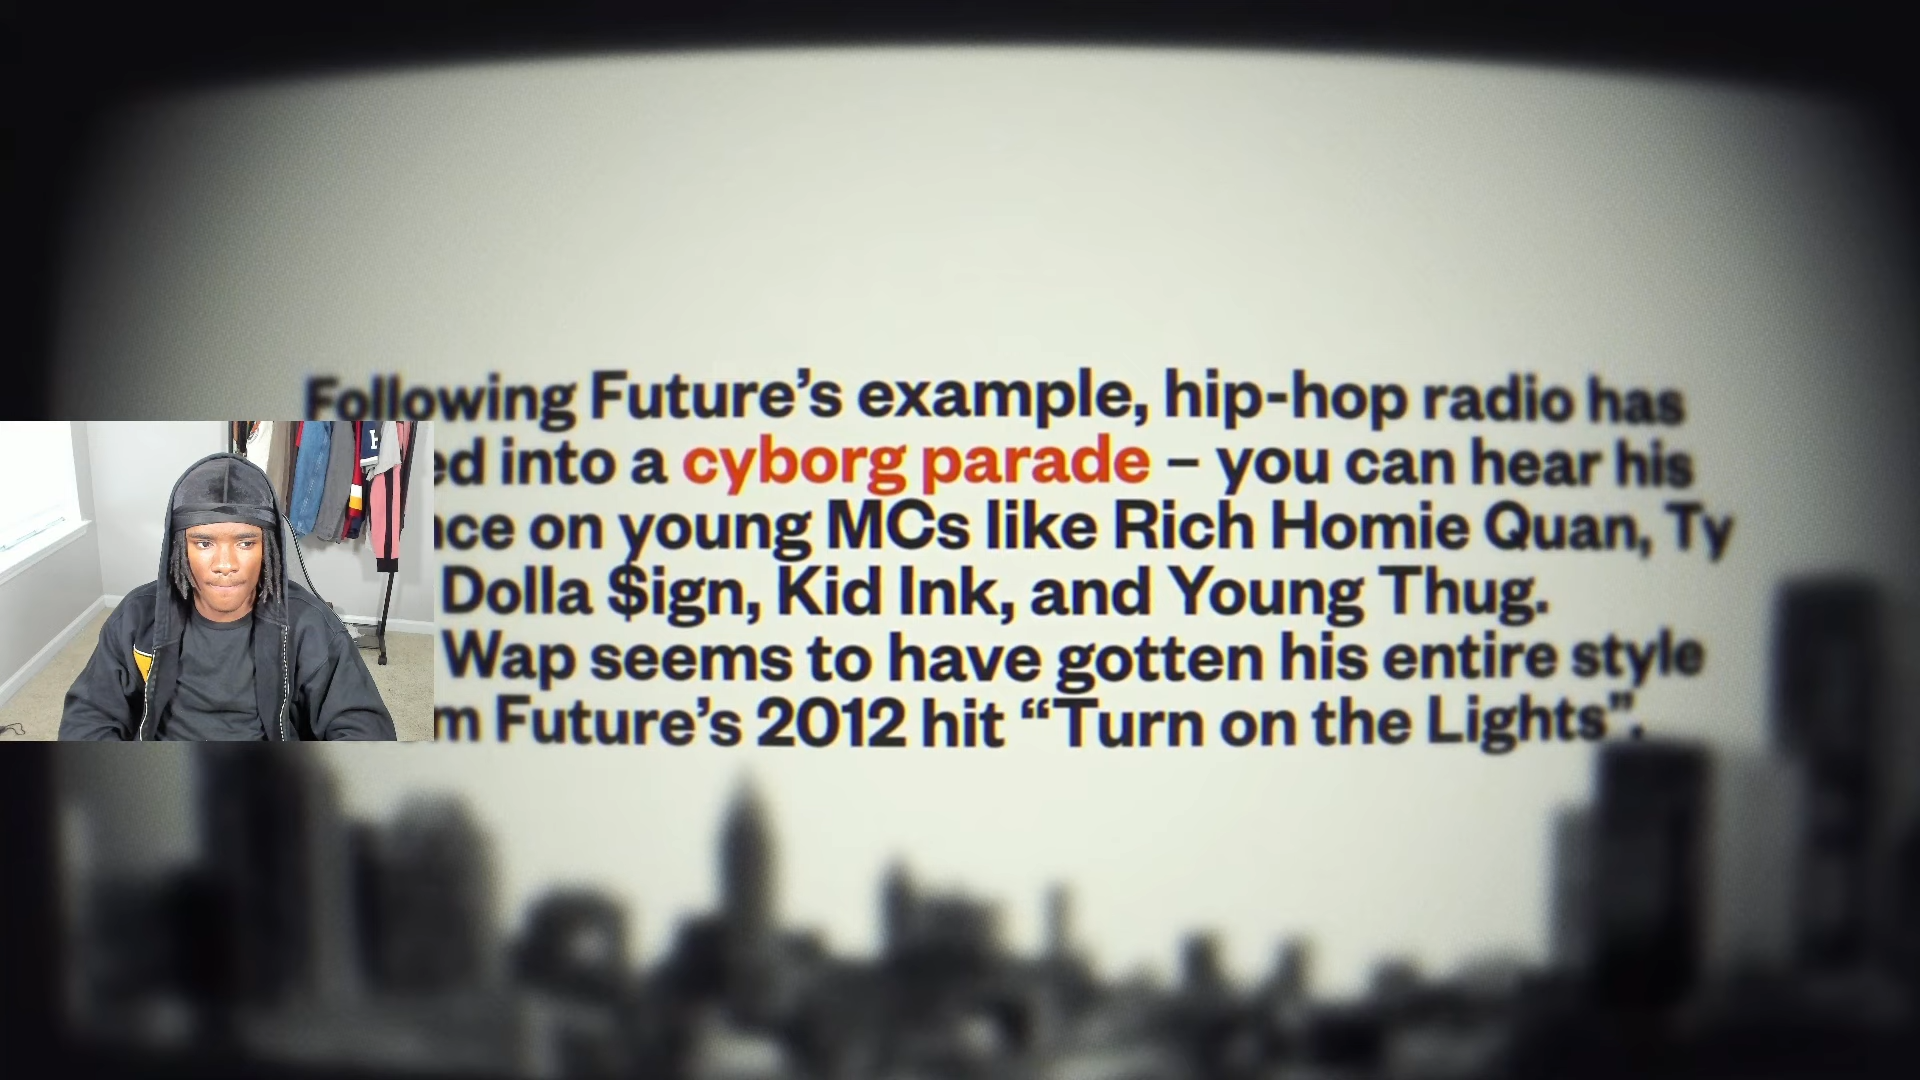 Following Future’s example, hip-hop radio has
into a cyborg parade – you can hear his
on young MCs like Rich Homie Quan, Ty
Dolla $ign, Kid Ink, and Young Thug.
Wap seems to have gotten his entire style
Future’s 2012 hit “Turn on the Lights”.